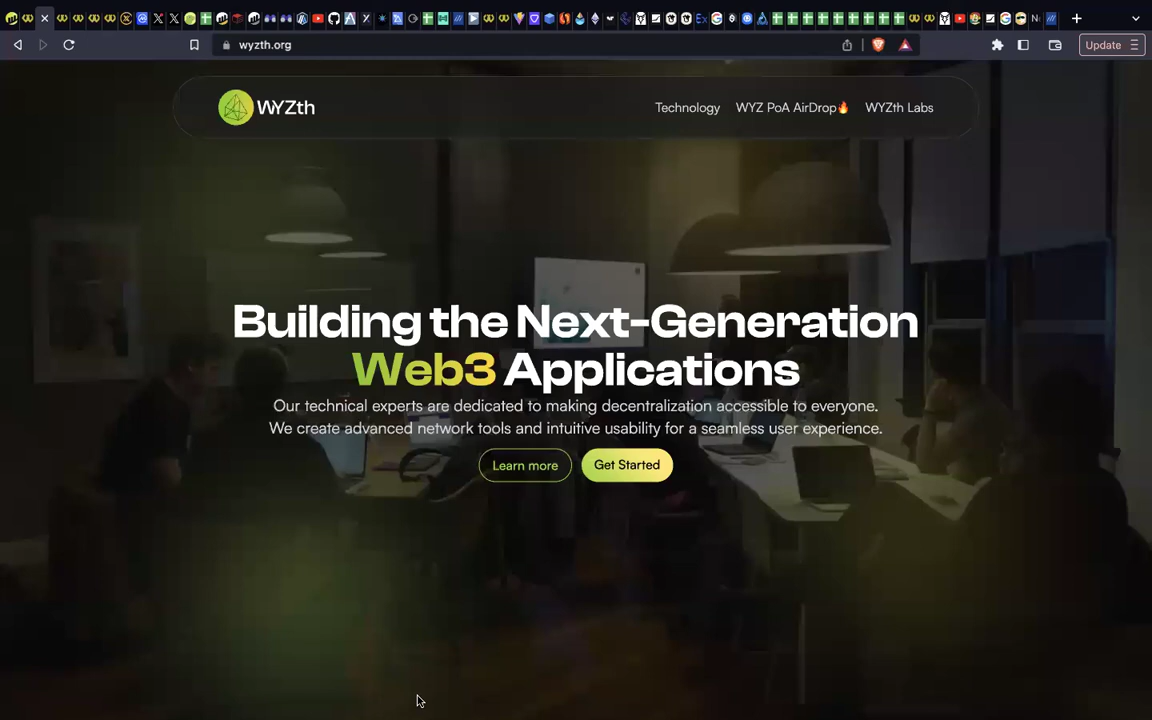 wyzth.org
Update
WYZth
Technology
WYZ PoA AirDrop🔥
WYZth Labs
Building the Next-Generation
Web3 Applications
Our technical experts are dedicated to making decentralization accessible to everyone.
We create advanced network tools and intuitive usability for a seamless user experience.
Learn more
Get Started